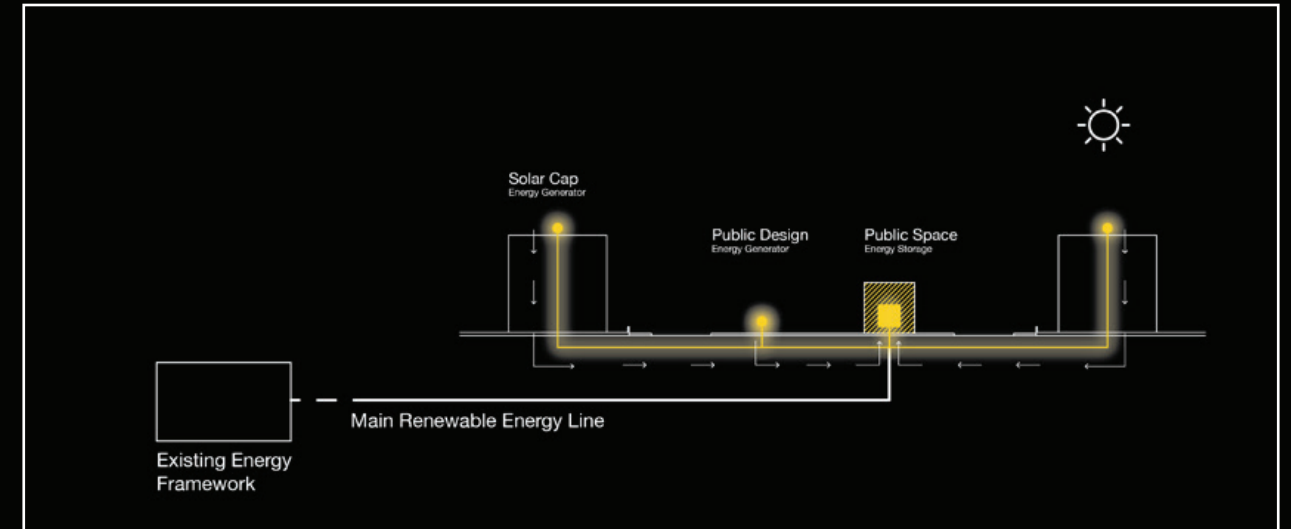 Solar Cap
Energy Generator
Public Design
Energy Generator
Public Space
Energy Storage
Main Renewable Energy Line
Existing Energy
Framework